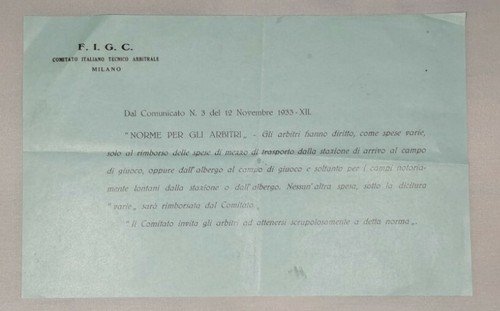 F. I. G. C.
COMITATO ITALIANO TECNICO ARBITRALE
MILANO
Dal Comunicato N. 3 del 12 Novembre 1933-XII.
"NORME PER GLI ARBITRI„ - Gli arbitri hanno diritto, come spese varie,
solo al rimborso delle spese di mezzo di trasporto dalla stazione di arrivo al campo
di giuoco, oppure dall'albergo al campo di giuoco e soltanto per i campi notoria-
mente lontani dalla stazione o dall'albergo. Nessun'altra spesa, sotto la dicitura
"varie„ sarà rimborsata dal Comitato.
"Il Comitato invita gli arbitri ad attenersi scrupolosamente a detta norma„.